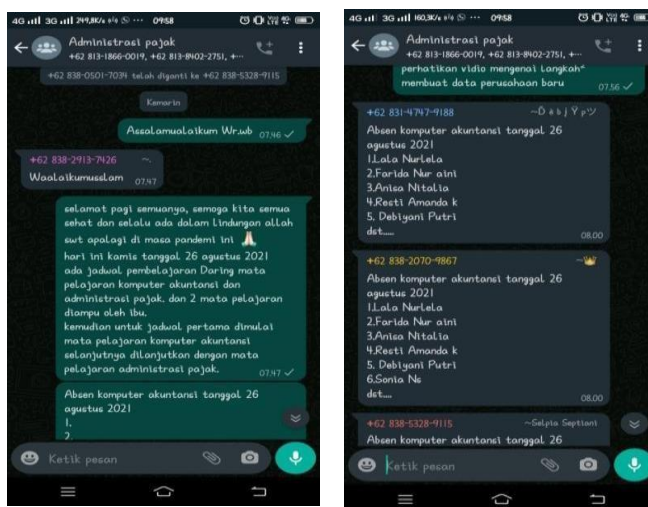 4G 3G 249,8K/s 09:58
Administrasi pajak
+62 813-1866-0019, +62 813-8402-2751, +···
+62 838-0501-7034 telah diganti ke +62 838-5328-9115
Kemarin
Assalamualaikum Wr.wb 07.46
+62 838-2913-7426 ~.
Waalaikumusslam 07.47
selamat pagi semuanya, semoga kita semua
sehat dan selalu ada dalam lindungan allah
swt apalagi di masa pandemi ini 🙏🏻
hari ini kamis tanggal 26 agustus 2021
ada jadwal pembelajaran Daring mata
pelajaran komputer akuntansi dan
administrasi pajak, dan 2 mata pelajaran
diampu oleh ibu.
kemudian untuk jadwal pertama dimulai
mata pelajaran komputer akuntansi
selanjutnya dilanjutkan dengan mata
pelajaran administrasi pajak. 07.47
Absen komputer akuntansi tanggal 26
agustus 2021
1.
2.
Ketik pesan
4G 3G 160,3K/s 09:58
Administrasi pajak
+62 813-1866-0019, +62 813-8402-2751, +···
perhatikan vidio mengenai langkah"
membuat data perusahaan baru 07.56
+62 831-4747-9188
Absen komputer akuntansi tanggal 26
agustus 2021
1.Lala Nurlela
2.Farida Nur aini
3.Anisa Nitalia
4.Resti Amanda k
5. Debiyani Putri
dst..... 08.00
+62 838-2070-9867 ~👑
Absen komputer akuntansi tanggal 26
agustus 2021
1.Lala Nurlela
2.Farida Nur aini
3.Anisa Nitalia
4.Resti Amanda k
5. Debiyani Putri
6.Sonia Ns
dst..... 08.00
+62 838-5328-9115 ~Selpia Septiani
Absen komputer akuntansi tanggal 26
Ketik pesan